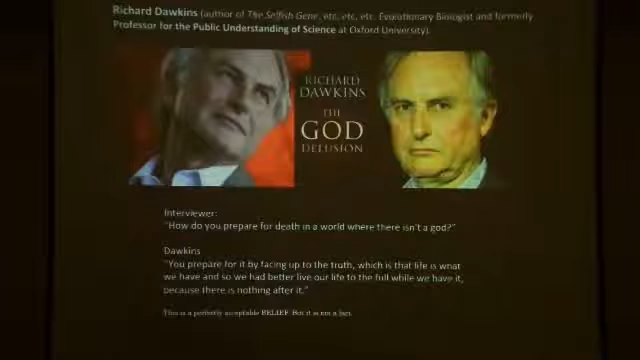 Richard Dawkins (author of The Selfish Gene, etc, etc, etc. Evolutionary Biologist and formerly
Professor for the Public Understanding of Science at Oxford University).
RICHARD
DAWKINS
THE
GOD
DELUSION
Interviewer:
"How do you prepare for death in a world where there isn't a god?"
Dawkins
"You prepare for it by facing up to the truth, which is that life is what
we have and so we had better live our life to the full while we have it,
because there is nothing after it."
This is a perfectly acceptable BELIEF. But it is not a fact.